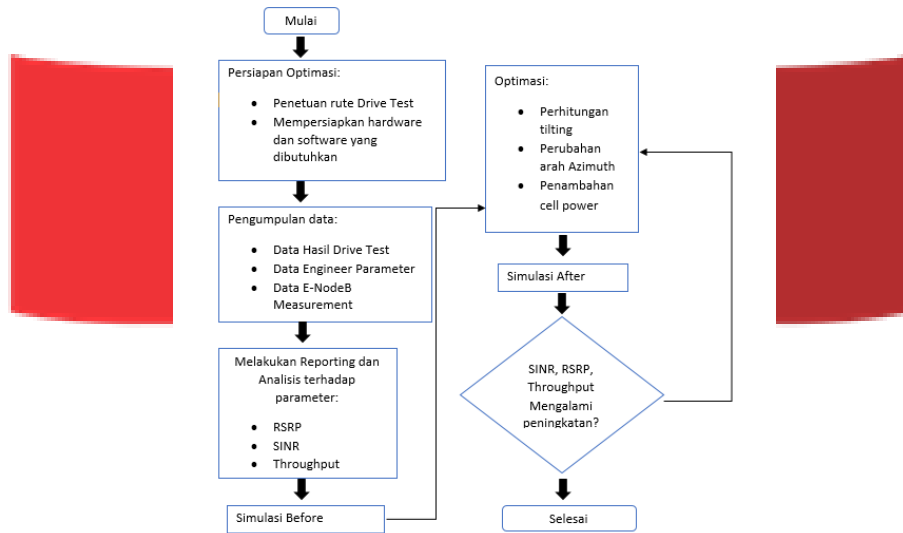 Mulai
Persiapan Optimasi:
• Penetuan rute Drive Test
• Mempersiapkan hardware
dan software yang
dibutuhkan
Pengumpulan data:
• Data Hasil Drive Test
• Data Engineer Parameter
• Data E-NodeB
Measurement
Melakukan Reporting dan
Analisis terhadap
parameter:
• RSRP
• SINR
• Throughput
Simulasi Before
Optimasi:
• Perhitungan
tilting
• Perubahan
arah Azimuth
• Penambahan
cell power
Simulasi After
SINR, RSRP,
Throughput
Mengalami
peningkatan?
Selesai